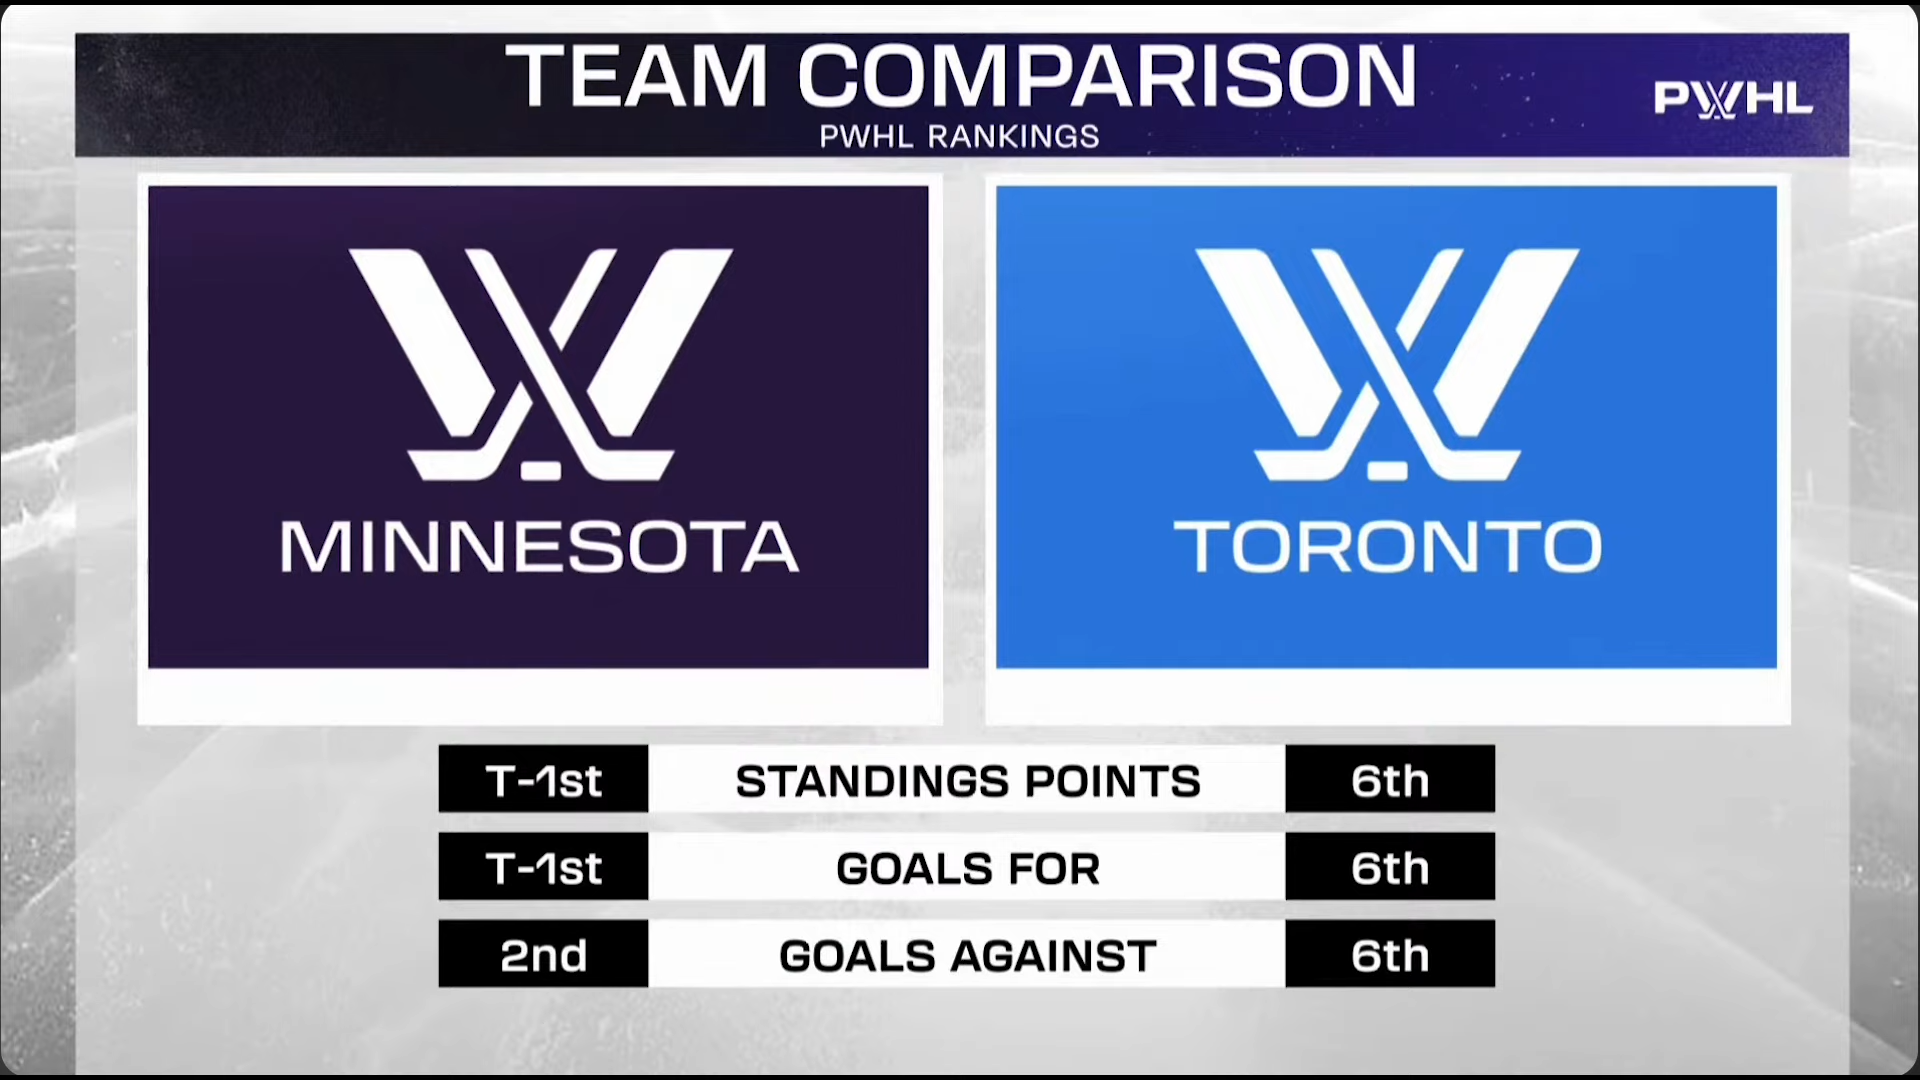 TEAM COMPARISON
PWHL RANKINGS
PWHL
MINNESOTA
TORONTO
T-1st STANDINGS POINTS 6th
T-1st GOALS FOR 6th
2nd GOALS AGAINST 6th